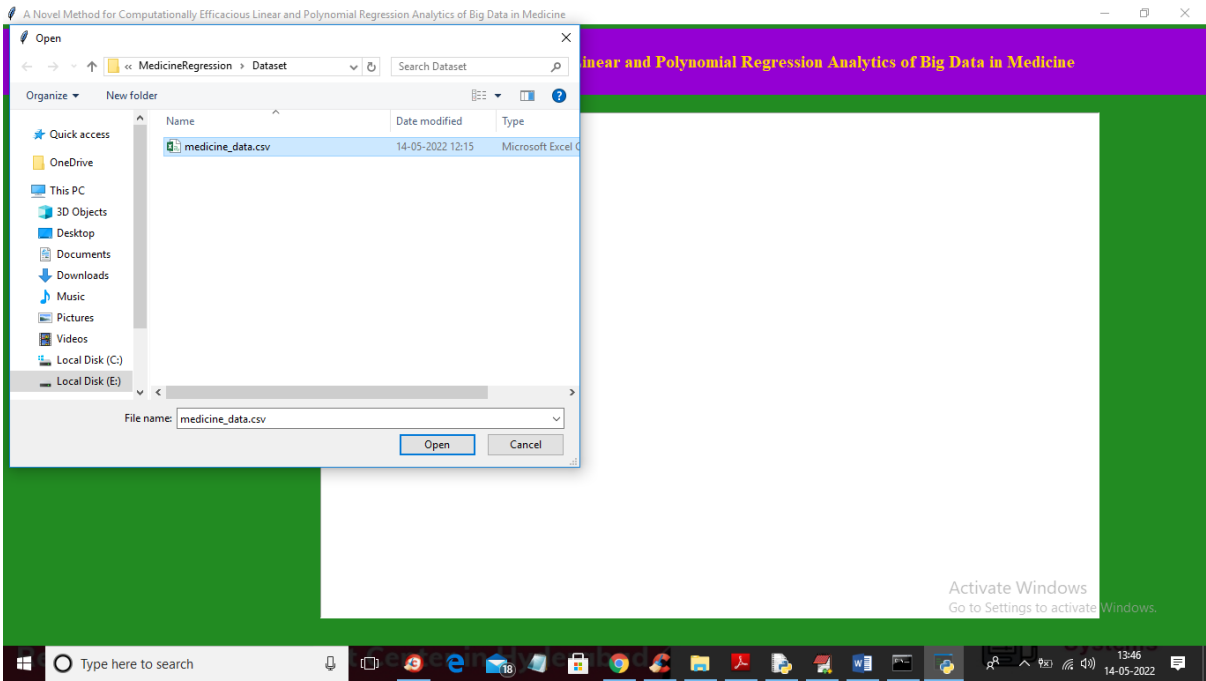 A Novel Method for Computationally Efficacious Linear and Polynomial Regression Analytics of Big Data in Medicine
Open
inear and Polynomial Regression Analytics of Big Data in Medicine
« MedicineRegression › Dataset
Search Dataset
Organize
New folder
Name
Date modified
Type
Quick access
medicine_data.csv
14-05-2022 12:15
Microsoft Excel C
OneDrive
This PC
3D Objects
Desktop
Documents
Downloads
Music
Pictures
Videos
Local Disk (C:)
Local Disk (E:)
File name:
medicine_data.csv
Open
Cancel
Activate Windows
Go to Settings to activate Windows.
Type here to search
18
13:46
14-05-2022